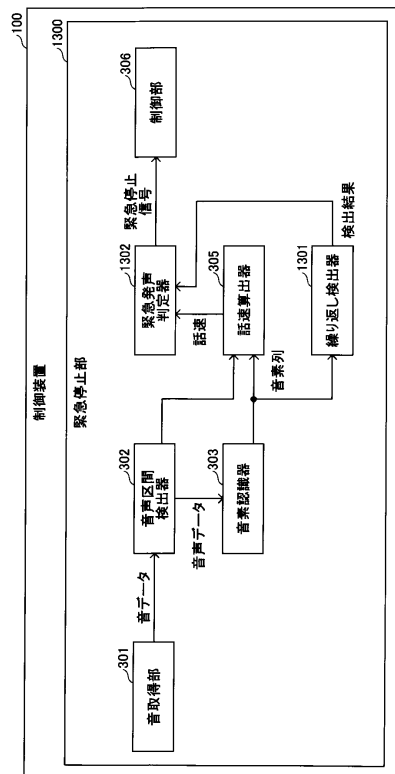 100
制御装置
1300
緊急停止部
301
音取得部
音データ
302
音声区間
検出器
音声データ
303
音素認識器
音素列
1302
緊急発声
判定器
緊急停止
信号
306
制御部
話速
305
話速算出器
1301
繰り返し検出器
検出結果